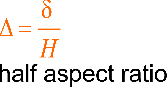 Δ = δ / H
half aspect ratio